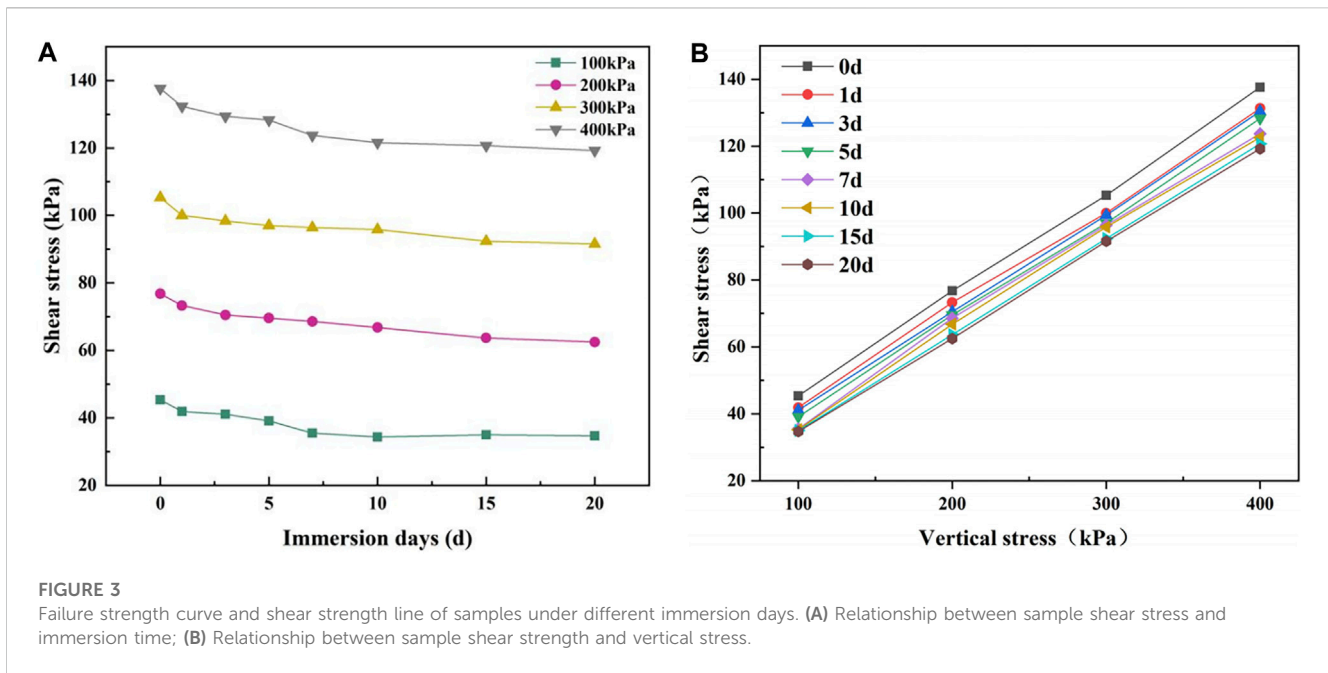 A
100kPa
200kPa
300kPa
400kPa
Shear stress (kPa)
140
120
100
80
60
40
20
0
5
10
15
20
Immersion days (d)
B
0d
1d
3d
5d
7d
10d
15d
20d
Shear stress（kPa）
140
120
100
80
60
40
20
100
200
300
400
Vertical stress（kPa）
FIGURE 3
Failure strength curve and shear strength line of samples under different immersion days. (A) Relationship between sample shear stress and
immersion time; (B) Relationship between sample shear strength and vertical stress.